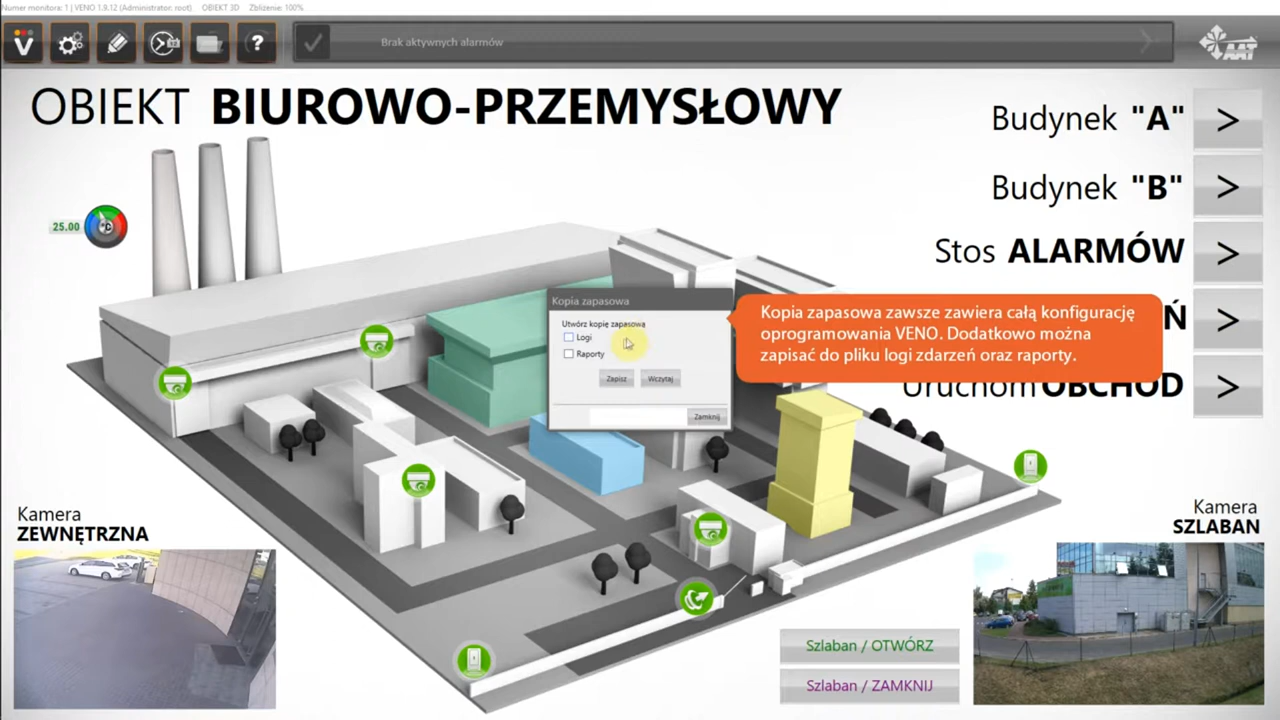 Numer monitora: 1 | VENO 1.9.12 (Administrator: root) OBIEKT 3D Zbliżenie: 100%
Brak aktywnych alarmów
AAT
OBIEKT BIUROWO-PRZEMYSŁOWY
Budynek "A" >
Budynek "B" >
Stos ALARMÓW >
25.00
°C
Kopia zapasowa
Utwórz kopię zapasową
Logi
Raporty
Zapisz Wczytaj
Zamknij
Kopia zapasowa zawsze zawiera całą konfigurację
oprogramowania VENO. Dodatkowo można
zapisać do pliku logi zdarzeń oraz raporty.
Ń >
Uruchom OBCHÓD >
Kamera
ZEWNĘTRZNA
Kamera
SZLABAN
Szlaban / OTWÓRZ
Szlaban / ZAMKNIJ